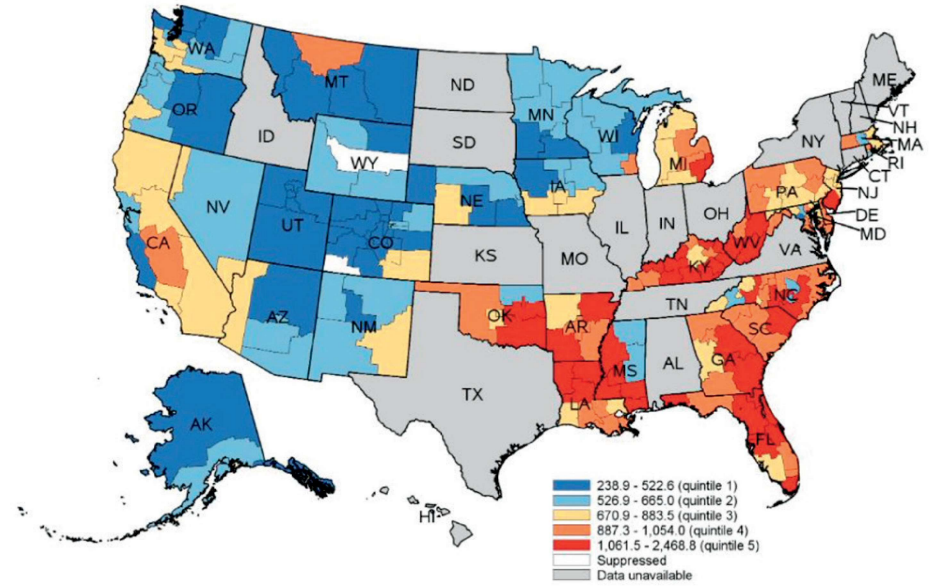 WA
MT
ND
ME
VT
NH
MA
RI
CT
NJ
DE
MD
OR
ID
SD
MN
WI
NY
MI
WY
IA
PA
NE
NV
UT
CO
IL
IN
OH
WV
VA
CA
KS
MO
KY
AZ
NM
OK
TN
NC
AR
SC
MS
AL
GA
TX
LA
FL
AK
HI
238.9 - 522.6 (quintile 1)
526.9 - 665.0 (quintile 2)
670.9 - 883.5 (quintile 3)
887.3 - 1,054.0 (quintile 4)
1,061.5 - 2,468.8 (quintile 5)
Suppressed
Data unavailable